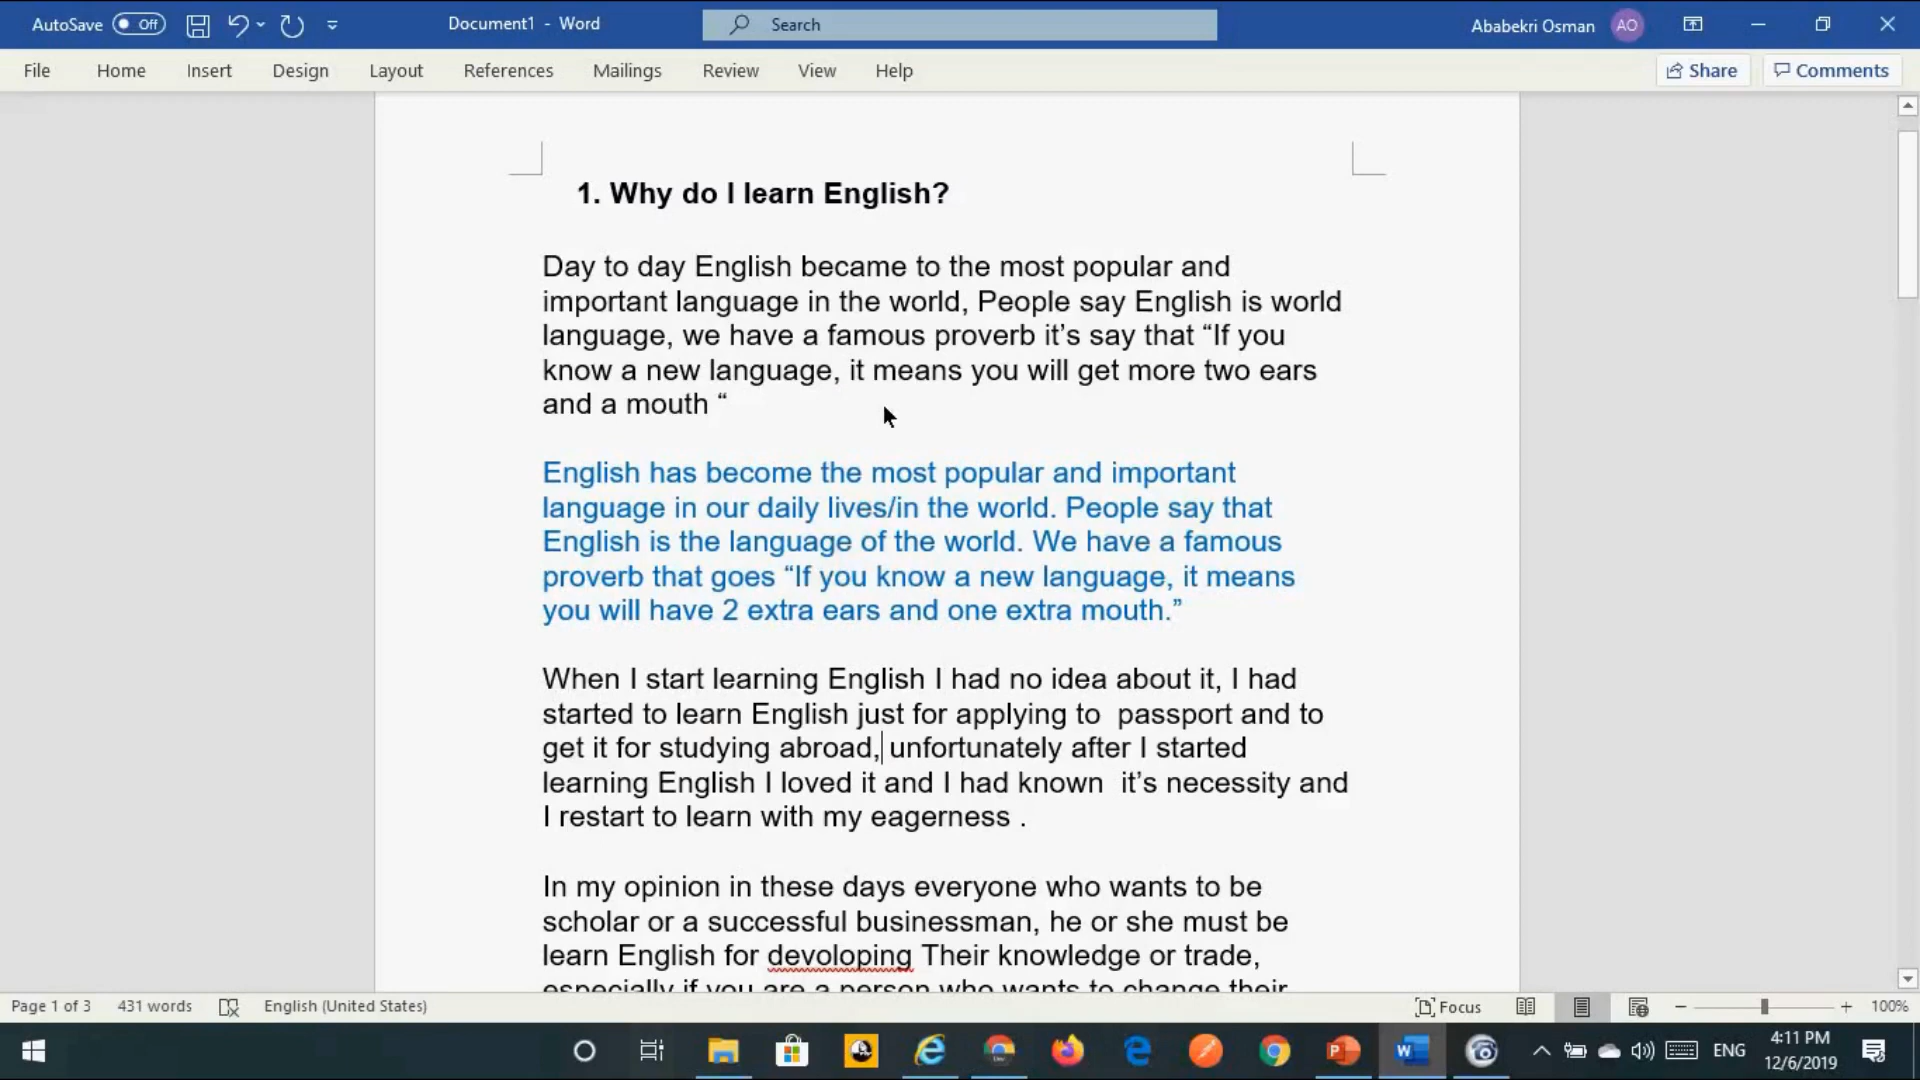 AutoSave Off Document1 - Word Search Ababekri Osman AO
File Home Insert Design Layout References Mailings Review View Help Share Comments
1. Why do I learn English?
Day to day English became to the most popular and
important language in the world, People say English is world
language, we have a famous proverb it’s say that “If you
know a new language, it means you will get more two ears
and a mouth “
English has become the most popular and important
language in our daily lives/in the world. People say that
English is the language of the world. We have a famous
proverb that goes “If you know a new language, it means
you will have 2 extra ears and one extra mouth.”
When I start learning English I had no idea about it, I had
started to learn English just for applying to passport and to
get it for studying abroad, unfortunately after I started
learning English I loved it and I had known it’s necessity and
I restart to learn with my eagerness .
In my opinion in these days everyone who wants to be
scholar or a successful businessman, he or she must be
learn English for devoloping Their knowledge or trade,
especially if you are a person who wants to change their
Page 1 of 3 431 words English (United States) Focus 100%
ENG 4:11 PM
12/6/2019